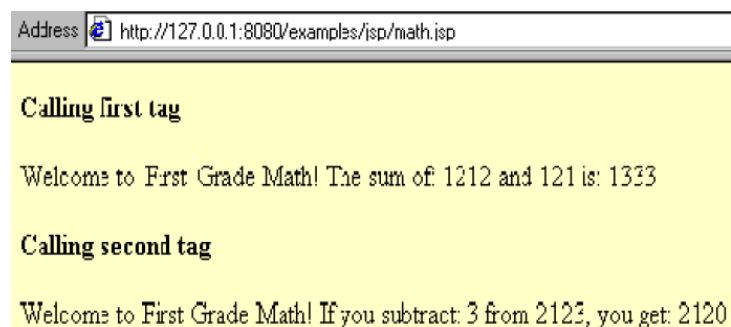 Address http://127.0.0.1:8080/examples/jsp/math.jsp
Calling first tag
Welcome to First Grade Math! The sum of: 1212 and 121 is: 1333
Calling second tag
Welcome to First Grade Math! If you subtract: 3 from 2123, you get: 2120